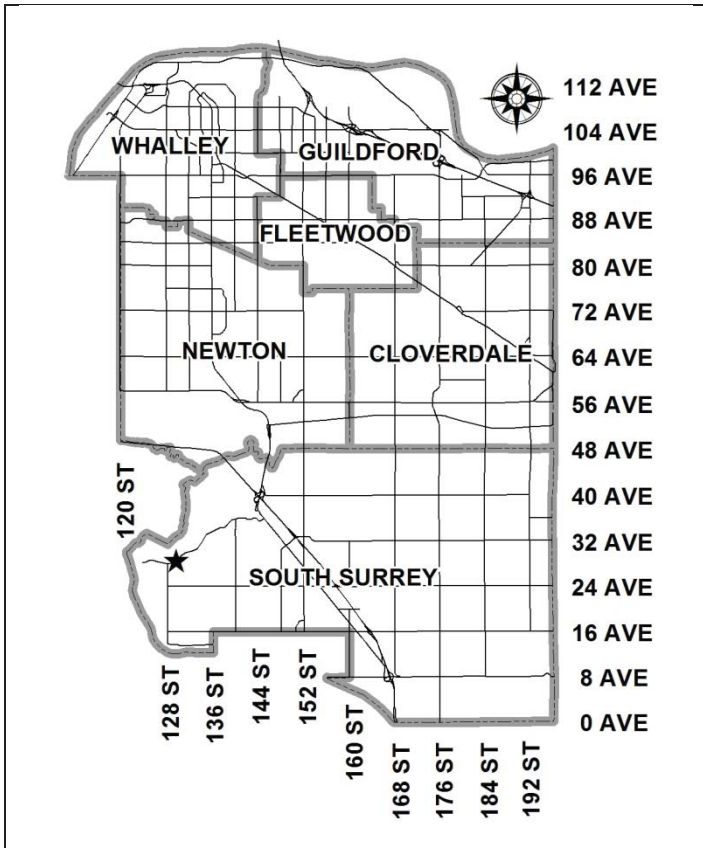 112 AVE
104 AVE
WHALLEY
GUILDFORD
96 AVE
88 AVE
FLEETWOOD
80 AVE
72 AVE
NEWTON
CLOVERDALE
64 AVE
56 AVE
48 AVE
120 ST
40 AVE
32 AVE
SOUTH SURREY
24 AVE
16 AVE
128 ST
136 ST
144 ST
152 ST
160 ST
8 AVE
0 AVE
168 ST
176 ST
184 ST
192 ST